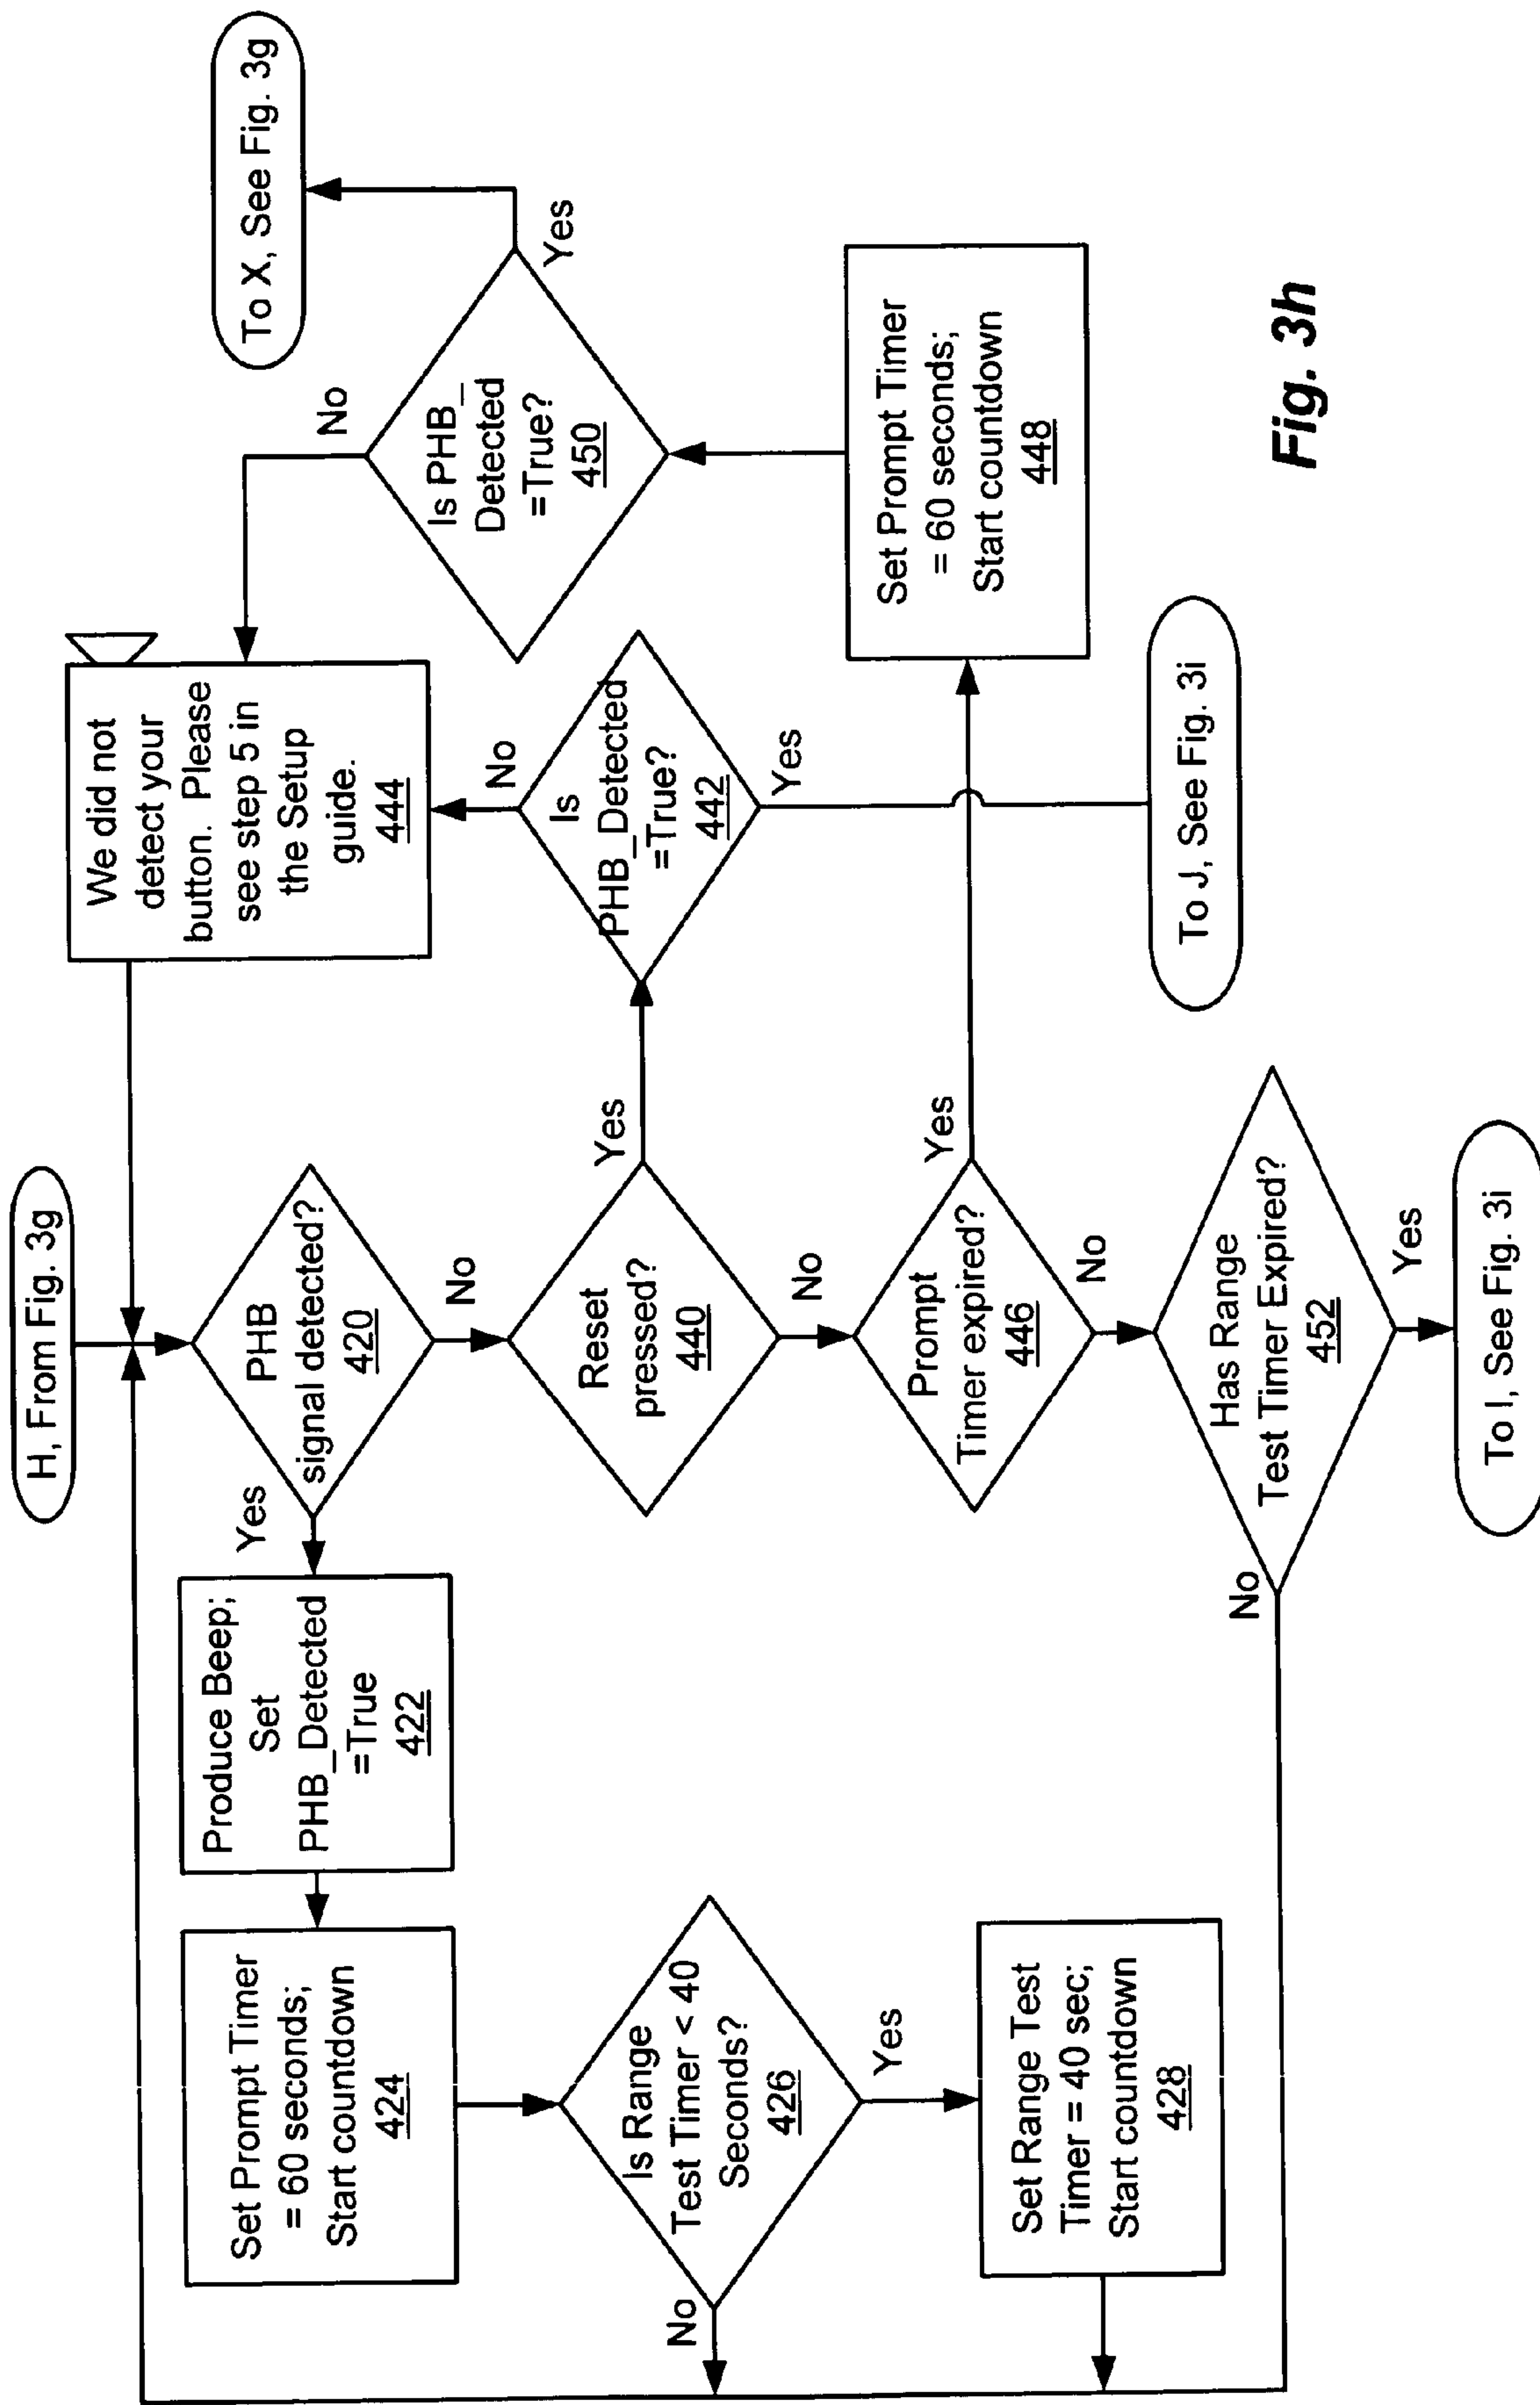 H, From Fig. 3g
PHB
signal detected?
420
Yes
No
Produce Beep;
Set
PHB_Detected
=True
422
Set Prompt Timer
= 60 seconds;
Start countdown
424
Is Range
Test Timer < 40
Seconds?
426
No
Yes
Set Range Test
Timer = 40 sec;
Start countdown
428
Reset
pressed?
440
Yes
No
Is
PHB_Detected
=True?
442
No
Yes
We did not
detect your
button. Please
see step 5 in
the Setup
guide.
444
Prompt
Timer expired?
446
Yes
No
Set Prompt Timer
= 60 seconds;
Start countdown
448
Is PHB_
Detected
=True?
450
No
Yes
To X, See Fig. 3g
Has Range
Test Timer Expired?
452
No
Yes
To I, See Fig. 3i
To J, See Fig. 3i
Fig. 3h